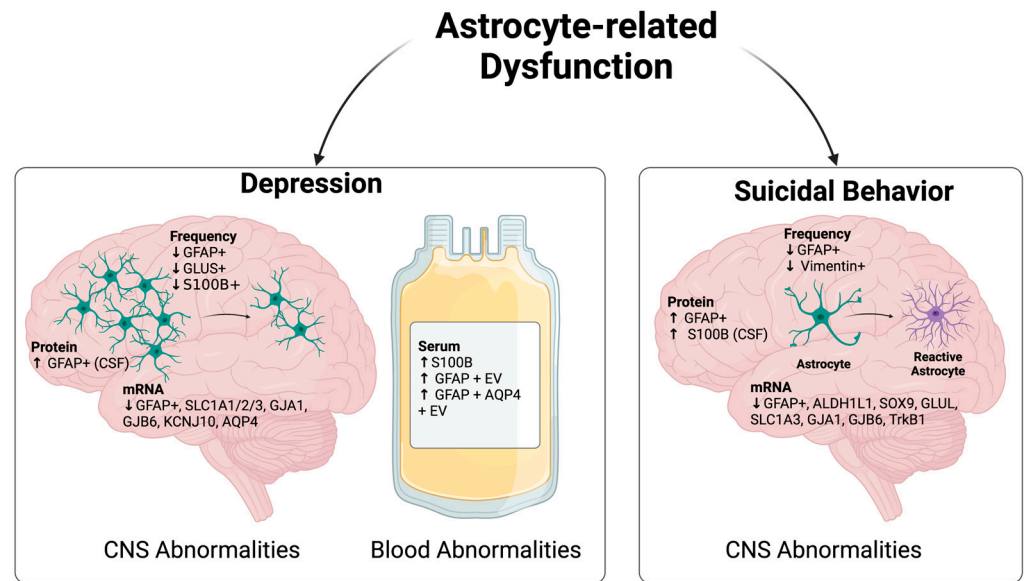 Astrocyte-related
Dysfunction
Depression
Frequency
↓ GFAP+
↓ GLUS+
↓ S100B+
Protein
↑ GFAP+ (CSF)
mRNA
↓ GFAP+, SLC1A1/2/3, GJA1,
GJB6, KCNJ10, AQP4
CNS Abnormalities
Serum
↑ S100B
↑ GFAP + EV
↑ GFAP + AQP4
+ EV
Blood Abnormalities
Suicidal Behavior
Frequency
↓ GFAP+
↓ Vimentin+
Protein
↑ GFAP+
↑ S100B (CSF)
Astrocyte
Reactive
Astrocyte
mRNA
↓ GFAP+, ALDH1L1, SOX9, GLUL,
SLC1A3, GJA1, GJB6, TrkB1
CNS Abnormalities